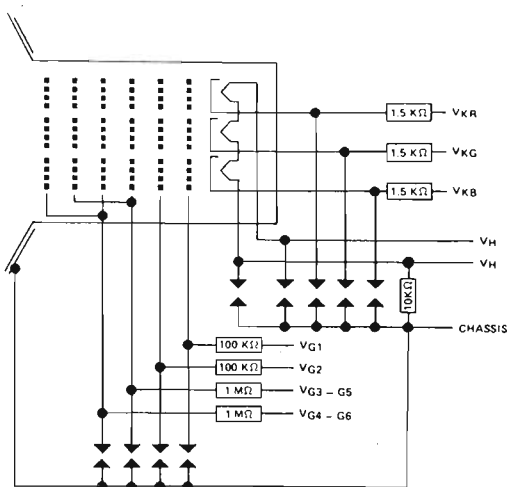 1.5 KΩ VKR
1.5 KΩ VKG
1.5 KΩ VKB
VH
VH
10KΩ
CHASSIS
100 KΩ VG1
100 KΩ VG2
1 MΩ VG3 – G5
1 MΩ VG4 – G6